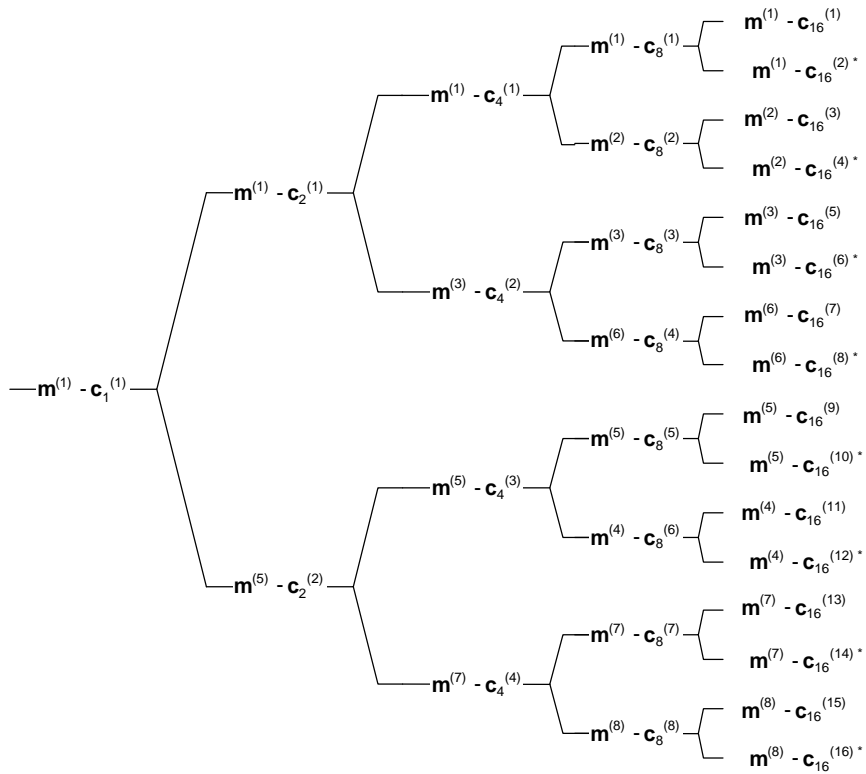 m(1) - c16(1)
m(1) - c8(1)
m(1) - c16(2) *
m(1) - c4(1)
m(2) - c16(3)
m(2) - c8(2)
m(2) - c16(4) *
m(1) - c2(1)
m(3) - c16(5)
m(3) - c8(3)
m(3) - c16(6) *
m(3) - c4(2)
m(6) - c16(7)
m(6) - c8(4)
m(6) - c16(8) *
m(1) - c1(1)
m(5) - c16(9)
m(5) - c8(5)
m(5) - c16(10) *
m(5) - c4(3)
m(4) - c16(11)
m(4) - c8(6)
m(4) - c16(12) *
m(5) - c2(2)
m(7) - c16(13)
m(7) - c8(7)
m(7) - c16(14) *
m(7) - c4(4)
m(8) - c16(15)
m(8) - c8(8)
m(8) - c16(16) *